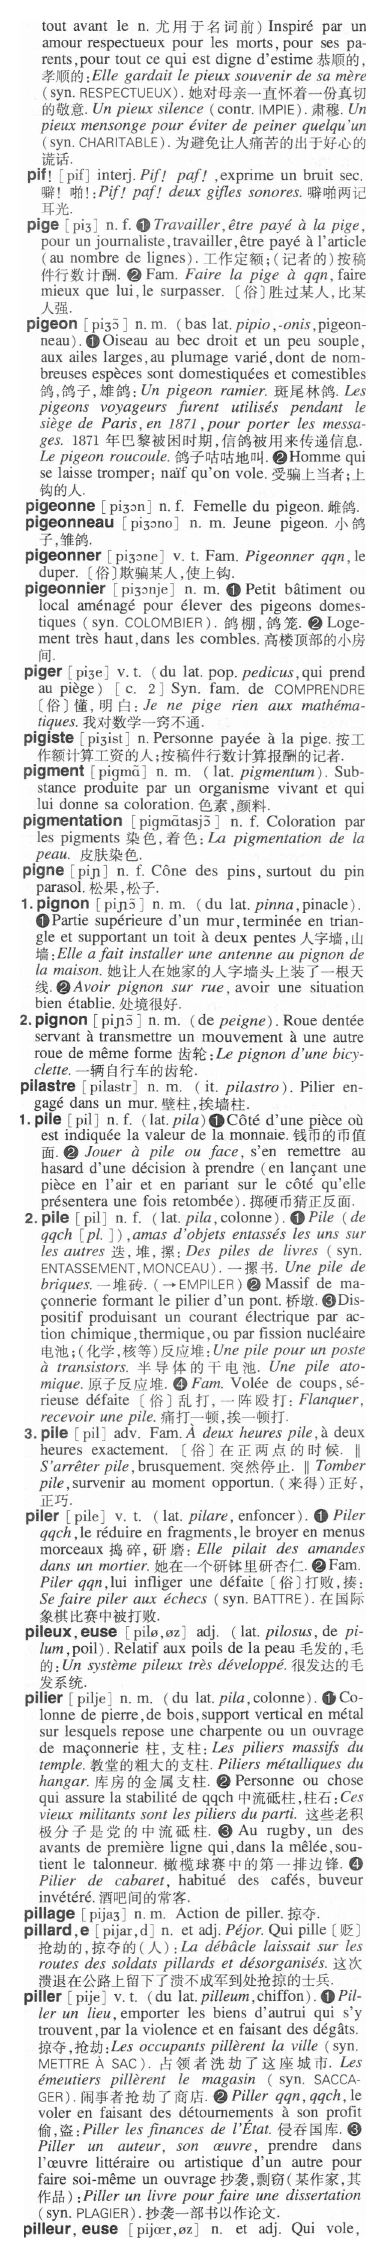 tout avant le n. 尤用于名词前) Inspiré par un
amour respectueux pour les morts, pour ses pa-
rents, pour tout ce qui est digne d'estime 恭顺的,
孝顺的: Elle gardait le pieux souvenir de sa mère
(syn. RESPECTUEUX). 她对母亲一直怀着一份真切
的敬意. Un pieux silence (contr. IMPIE). 肃穆. Un
pieux mensonge pour éviter de peiner quelqu'un
(syn. CHARITABLE). 为避免让人痛苦的出于好心的
谎话.
pif! [pif] interj. Pif! paf!, exprime un bruit sec.
噼! 啪!: Pif! paf! deux gifles sonores. 噼啪两记
耳光.
pige [piʒ] n. f. ❶ Travailler, être payé à la pige,
pour un journaliste, travailler, être payé à l'article
(au nombre de lignes). 工作定额;(记者的)按稿
件行数计酬. ❷ Fam. Faire la pige à qqn, faire
mieux que lui, le surpasser. 〔俗〕胜过某人,比某
人强.
pigeon [piʒɔ̃] n. m. (bas lat. pipio, -onis, pigeon-
neau). ❶ Oiseau au bec droit et un peu souple,
aux ailes larges, au plumage varié, dont de nom-
breuses espèces sont domestiquées et comestibles
鸽,鸽子,雄鸽: Un pigeon ramier. 斑尾林鸽. Les
pigeons voyageurs furent utilisés pendant le
siège de Paris, en 1871, pour porter les messa-
ges. 1871 年巴黎被困时期,信鸽被用来传递信息.
Le pigeon roucoule. 鸽子咕咕地叫. ❷ Homme qui
se laisse tromper; naïf qu'on vole. 受骗上当者;上
钩的人.
pigeonne [piʒɔn] n. f. Femelle du pigeon. 雌鸽.
pigeonneau [piʒɔno] n. m. Jeune pigeon. 小鸽
子,雏鸽.
pigeonner [piʒɔne] v. t. Fam. Pigeonner qqn, le
duper. 〔俗〕欺骗某人,使上钩.
pigeonnier [piʒɔnje] n. m. ❶ Petit bâtiment ou
local aménagé pour élever des pigeons domes-
tiques (syn. COLOMBIER). 鸽棚,鸽笼. ❷ Loge-
ment très haut, dans les combles. 高楼顶部的小房
间.
piger [piʒe] v. t. (du lat. pop. pedicus, qui prend
au piège) [c. 2] Syn. fam. de COMPRENDRE
〔俗〕懂,明白: Je ne pige rien aux mathéma-
tiques. 我对数学一窍不通.
pigiste [piʒist] n. Personne payée à la pige. 按工
作额计算工资的人;按稿件行数计算报酬的记者.
pigment [pigmɑ̃] n. m. (lat. pigmentum). Sub-
stance produite par un organisme vivant et qui
lui donne sa coloration. 色素,颜料.
pigmentation [pigmɑ̃tasjɔ̃] n. f. Coloration par
les pigments 染色,着色: La pigmentation de la
peau. 皮肤染色.
pigne [piɲ] n. f. Cône des pins, surtout du pin
parasol. 松果,松子.
1. pignon [piɲɔ̃] n. m. (du lat. pinna, pinacle).
❶ Partie supérieure d'un mur, terminée en trian-
gle et supportant un toit à deux pentes 人字墙,山
墙: Elle a fait installer une antenne au pignon de
la maison. 她让人在她家的人字墙头上装了一根天
线. ❷ Avoir pignon sur rue, avoir une situation
bien établie. 处境很好.
2. pignon [piɲɔ̃] n. m. (de peigne). Roue dentée
servant à transmettre un mouvement à une autre
roue de même forme 齿轮: Le pignon d'une bicy-
clette. 一辆自行车的齿轮.
pilastre [pilastr] n. m. (it. pilastro). Pilier en-
gagé dans un mur. 壁柱,挨墙柱.
1. pile [pil] n. f. (lat. pila) ❶ Côté d'une pièce où
est indiquée la valeur de la monnaie. 钱币的币值
面. ❷ Jouer à pile ou face, s'en remettre au
hasard d'une décision à prendre (en lançant une
pièce en l'air et en pariant sur le côté qu'elle
présentera une fois retombée). 掷硬币猜正反面.
2. pile [pil] n. f. (lat. pila, colonne). ❶ Pile (de
qqch [pl.]), amas d'objets entassés les uns sur
les autres 迭,堆,摞: Des piles de livres (syn.
ENTASSEMENT, MONCEAU). 一摞书. Une pile de
briques. 一堆砖. (→EMPILER) ❷ Massif de ma-
çonnerie formant le pilier d'un pont. 桥墩. ❸ Dis-
positif produisant un courant électrique par ac-
tion chimique, thermique, ou par fission nucléaire
电池;(化学,核等)反应堆: Une pile pour un poste
à transistors. 半导体的干电池. Une pile ato-
mique. 原子反应堆. ❹ Fam. Volée de coups, sé-
rieuse défaite 〔俗〕乱打,一阵殴打: Flanquer,
recevoir une pile. 痛打一顿,挨一顿打.
3. pile [pil] adv. Fam. À deux heures pile, à deux
heures exactement. 〔俗〕在正两点的时候. ‖
S'arrêter pile, brusquement. 突然停止. ‖ Tomber
pile, survenir au moment opportun. (来得)正好,
正巧.
piler [pile] v. t. (lat. pilare, enfoncer). ❶ Piler
qqch, le réduire en fragments, le broyer en menus
morceaux 捣碎,研磨: Elle pilait des amandes
dans un mortier. 她在一个研钵里研杏仁. ❷ Fam.
Piler qqn, lui infliger une défaite 〔俗〕打败,揍:
Se faire piler aux échecs (syn. BATTRE). 在国际
象棋比赛中被打败.
pileux, euse [pilø, øz] adj. (lat. pilosus, de pi-
lum, poil). Relatif aux poils de la peau 毛发的,毛
的: Un système pileux très développé. 很发达的毛
发系统.
pilier [pilje] n. m. (du lat. pila, colonne). ❶ Co-
lonne de pierre, de bois, support vertical en métal
sur lesquels repose une charpente ou un ouvrage
de maçonnerie 柱,支柱: Les piliers massifs du
temple. 教堂的粗大的支柱. Piliers métalliques du
hangar. 库房的金属支柱. ❷ Personne ou chose
qui assure la stabilité de qqch 中流砥柱,柱石: Ces
vieux militants sont les piliers du parti. 这些老积
极分子是党的中流砥柱. ❸ Au rugby, un des
avants de première ligne qui, dans la mêlée, sou-
tient le talonneur. 橄榄球赛中的第一排边锋. ❹
Pilier de cabaret, habitué des cafés, buveur
invétéré. 酒吧间的常客.
pillage [pijaʒ] n. m. Action de piller. 掠夺.
pillard, e [pijar, d] n. et adj. Péjor. Qui pille 〔贬〕
抢劫的,掠夺的(人): La débâcle laissait sur les
routes des soldats pillards et désorganisés. 这次
溃退在公路上留下了溃不成军到处抢掠的士兵.
piller [pije] v. t. (du lat. pilleum, chiffon). ❶ Pil-
ler un lieu, emporter les biens d'autrui qui s'y
trouvent, par la violence et en faisant des dégâts.
掠夺,抢劫: Les occupants pillèrent la ville (syn.
METTRE À SAC). 占领者洗劫了这座城市. Les
émeutiers pillèrent le magasin (syn. SACCA-
GER). 闹事者抢劫了商店. ❷ Piller qqn, qqch, le
voler en faisant des détournements à son profit
偷,盗: Piller les finances de l'État. 侵吞国库. ❸
Piller un auteur, son œuvre, prendre dans
l'œuvre littéraire ou artistique d'un autre pour
faire soi-même un ouvrage 抄袭,剽窃(某作家,其
作品): Piller un livre pour faire une dissertation
(syn. PLAGIER). 抄袭一部书以作论文.
pilleur, euse [pijœr, øz] n. et adj. Qui vole,